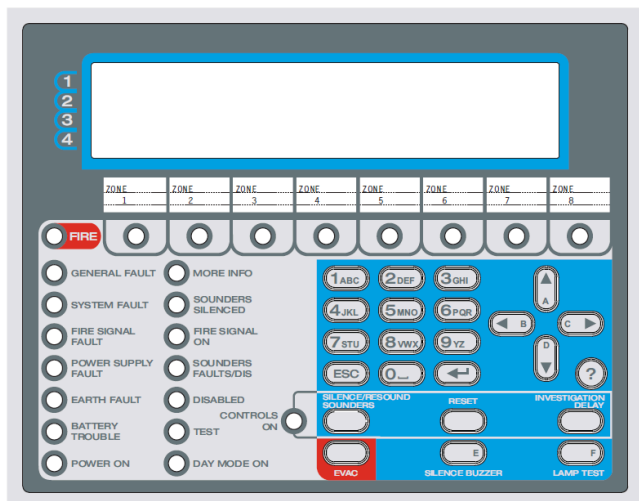 1
2
3
4
ZONE ZONE ZONE ZONE ZONE ZONE ZONE ZONE
1 2 3 4 5 6 7 8
FIRE
GENERAL FAULT
MORE INFO
SYSTEM FAULT
SOUNDERS
SILENCED
FIRE SIGNAL
FAULT
FIRE SIGNAL
ON
POWER SUPPLY
FAULT
SOUNDERS
FAULTS/DIS
EARTH FAULT
DISABLED
BATTERY
TROUBLE
TEST
POWER ON
DAY MODE ON
CONTROLS
ON
1ABC 2DEF 3GHI
4JKL 5MNO 6PQR
7STU 8VWX 9YZ
ESC 0
A
B
C
D
?
SILENCE/RESOUND
SOUNDERS
RESET
INVESTIGATION
DELAY
EVAC
E
SILENCE BUZZER
F
LAMP TEST